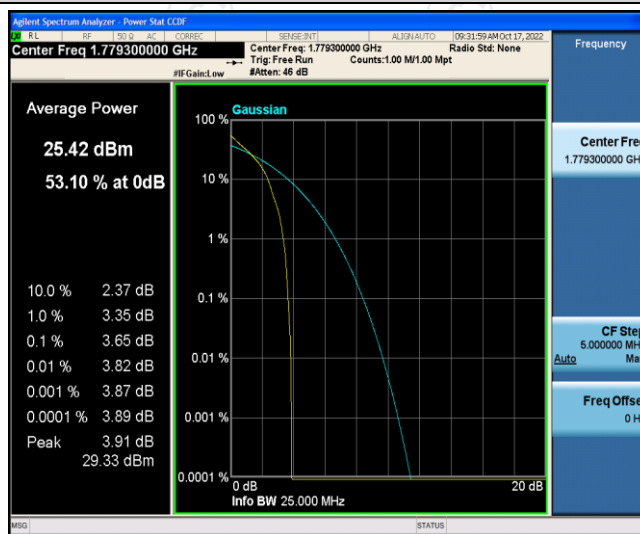 Agilent Spectrum Analyzer - Power Stat CCDF
RL RF 50 Ω AC CORREC SENSE:INT ALIGNAUTO 09:31:59 AM Oct 17, 2022
Center Freq 1.779300000 GHz
Center Freq: 1.779300000 GHz Radio Std: None
Trig: Free Run Counts:1.00 M/1.00 Mpt
#IFGain:Low #Atten: 46 dB
Frequency
Average Power
25.42 dBm
53.10 % at 0dB
10.0 % 2.37 dB
1.0 % 3.35 dB
0.1 % 3.65 dB
0.01 % 3.82 dB
0.001 % 3.87 dB
0.0001 % 3.89 dB
Peak 3.91 dB
29.33 dBm
Gaussian
100 %
10 %
1 %
0.1 %
0.01 %
0.001 %
0.0001 %
0 dB 20 dB
Info BW 25.000 MHz
Center Fre
1.779300000 GH
CF Step
5.000000 MH
Auto Ma
Freq Offse
0 H
MSG STATUS